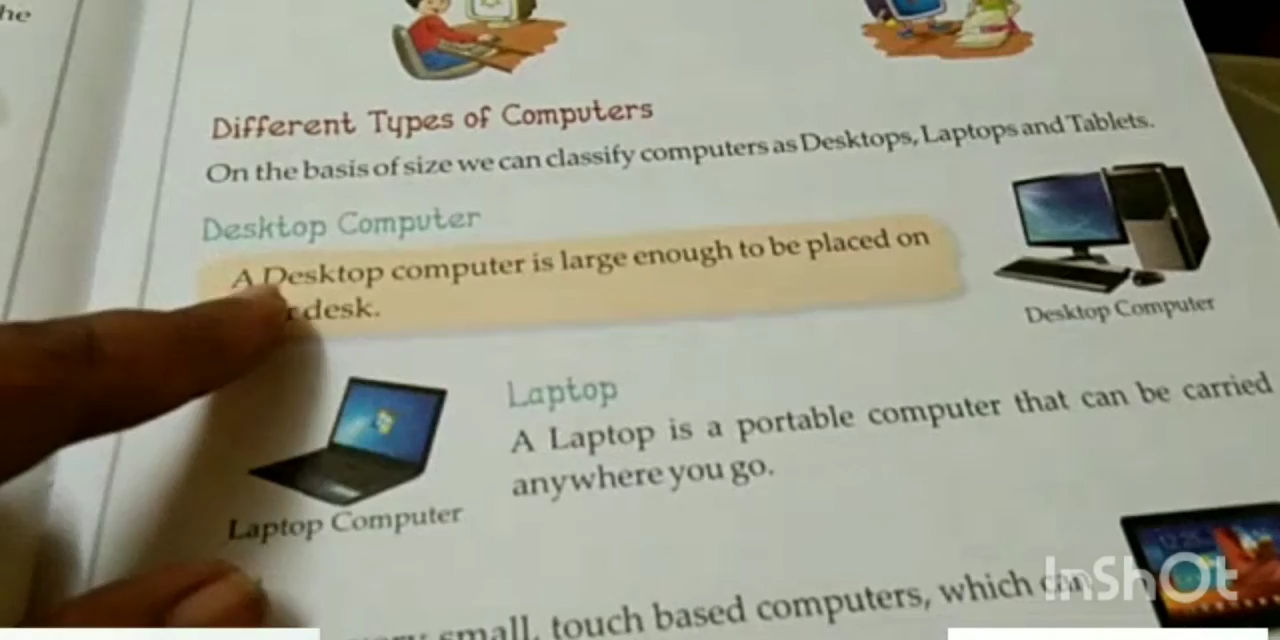 he
Different Types of Computers
On the basis of size we can classify computers as Desktops, Laptops and Tablets.
Desktop Computer
A Desktop computer is large enough to be placed on
desk.
Desktop Computer
Laptop
A Laptop is a portable computer that can be carried
anywhere you go.
Laptop Computer
small, touch based computers, which can
InShOt